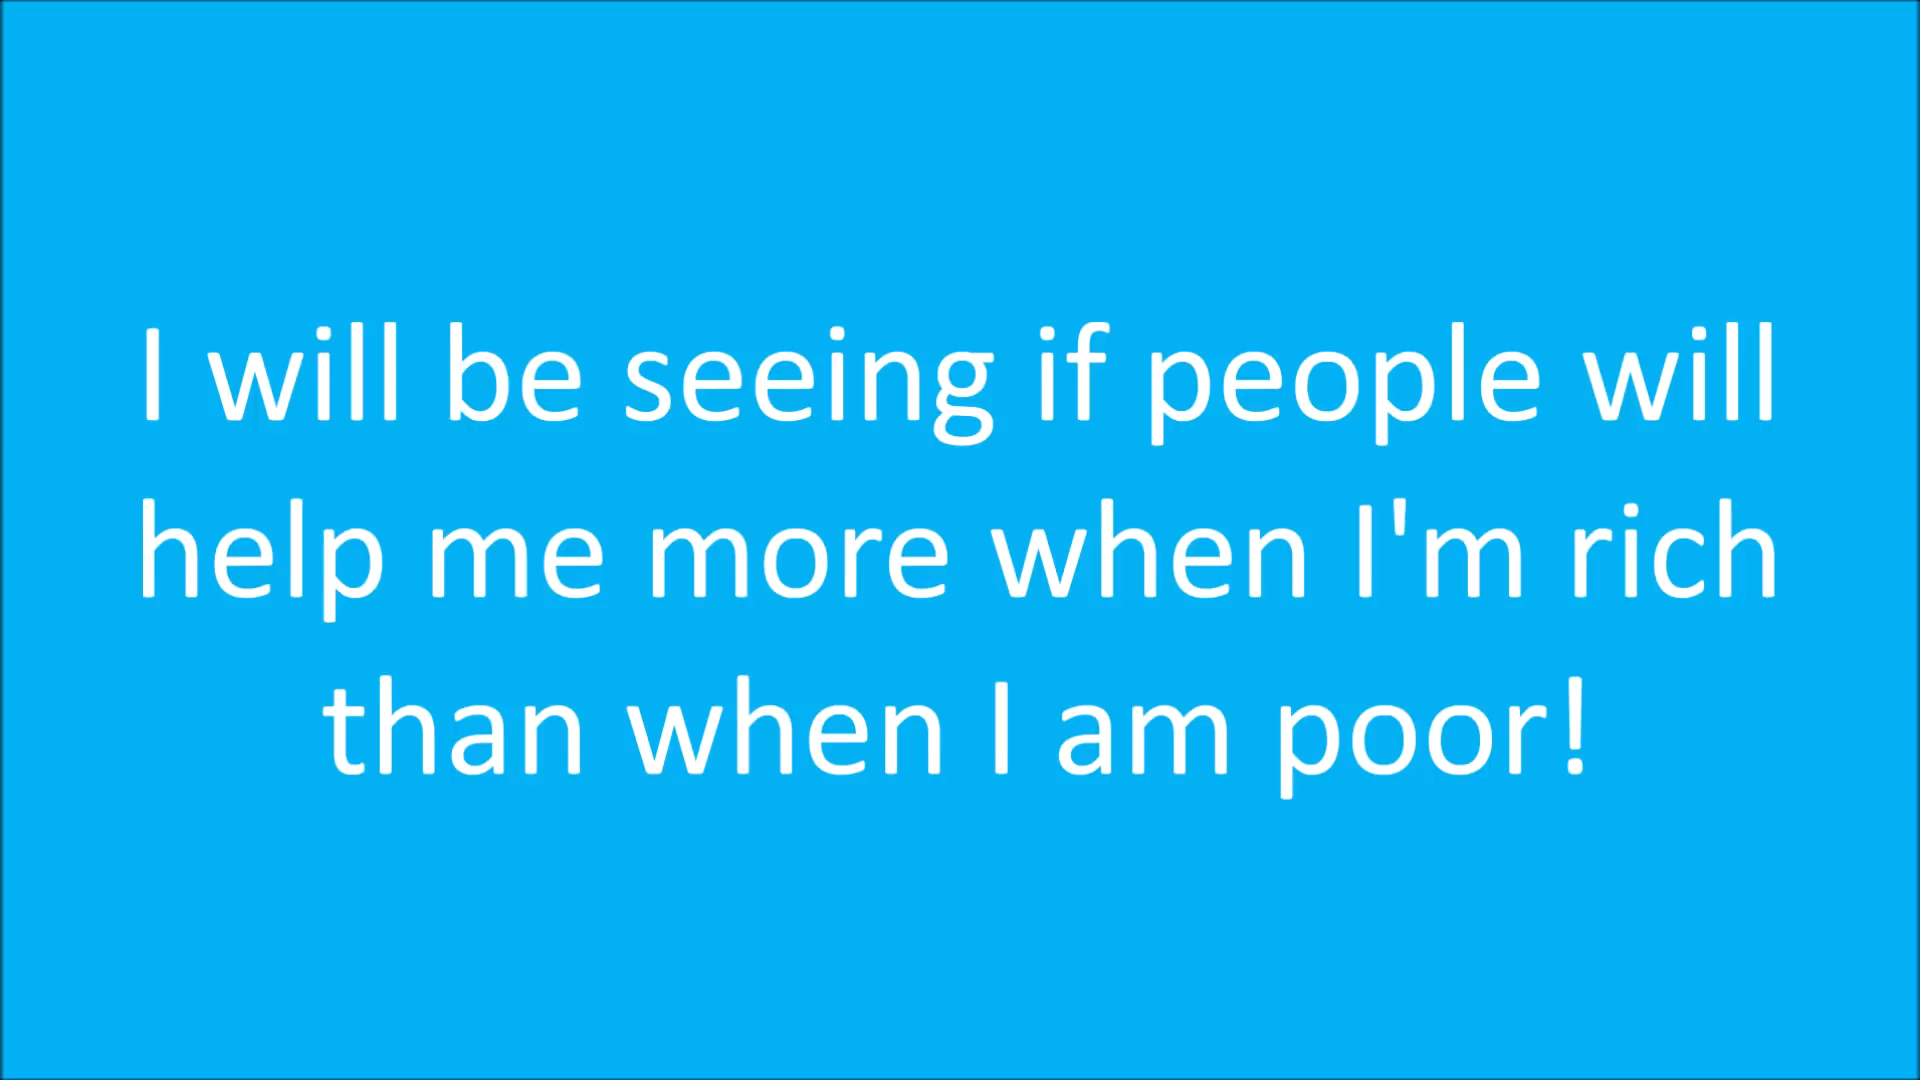 I will be seeing if people will
help me more when I'm rich
than when I am poor!